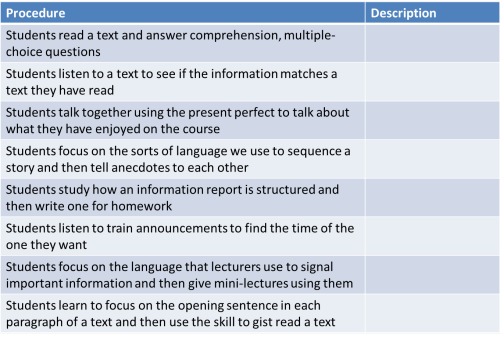 Procedure Description
Students read a text and answer comprehension, multiple-
choice questions
Students listen to a text to see if the information matches a
text they have read
Students talk together using the present perfect to talk about
what they have enjoyed on the course
Students focus on the sorts of language we use to sequence a
story and then tell anecdotes to each other
Students study how an information report is structured and
then write one for homework
Students listen to train announcements to find the time of the
one they want
Students focus on the language that lecturers use to signal
important information and then give mini-lectures using them
Students learn to focus on the opening sentence in each
paragraph of a text and then use the skill to gist read a text